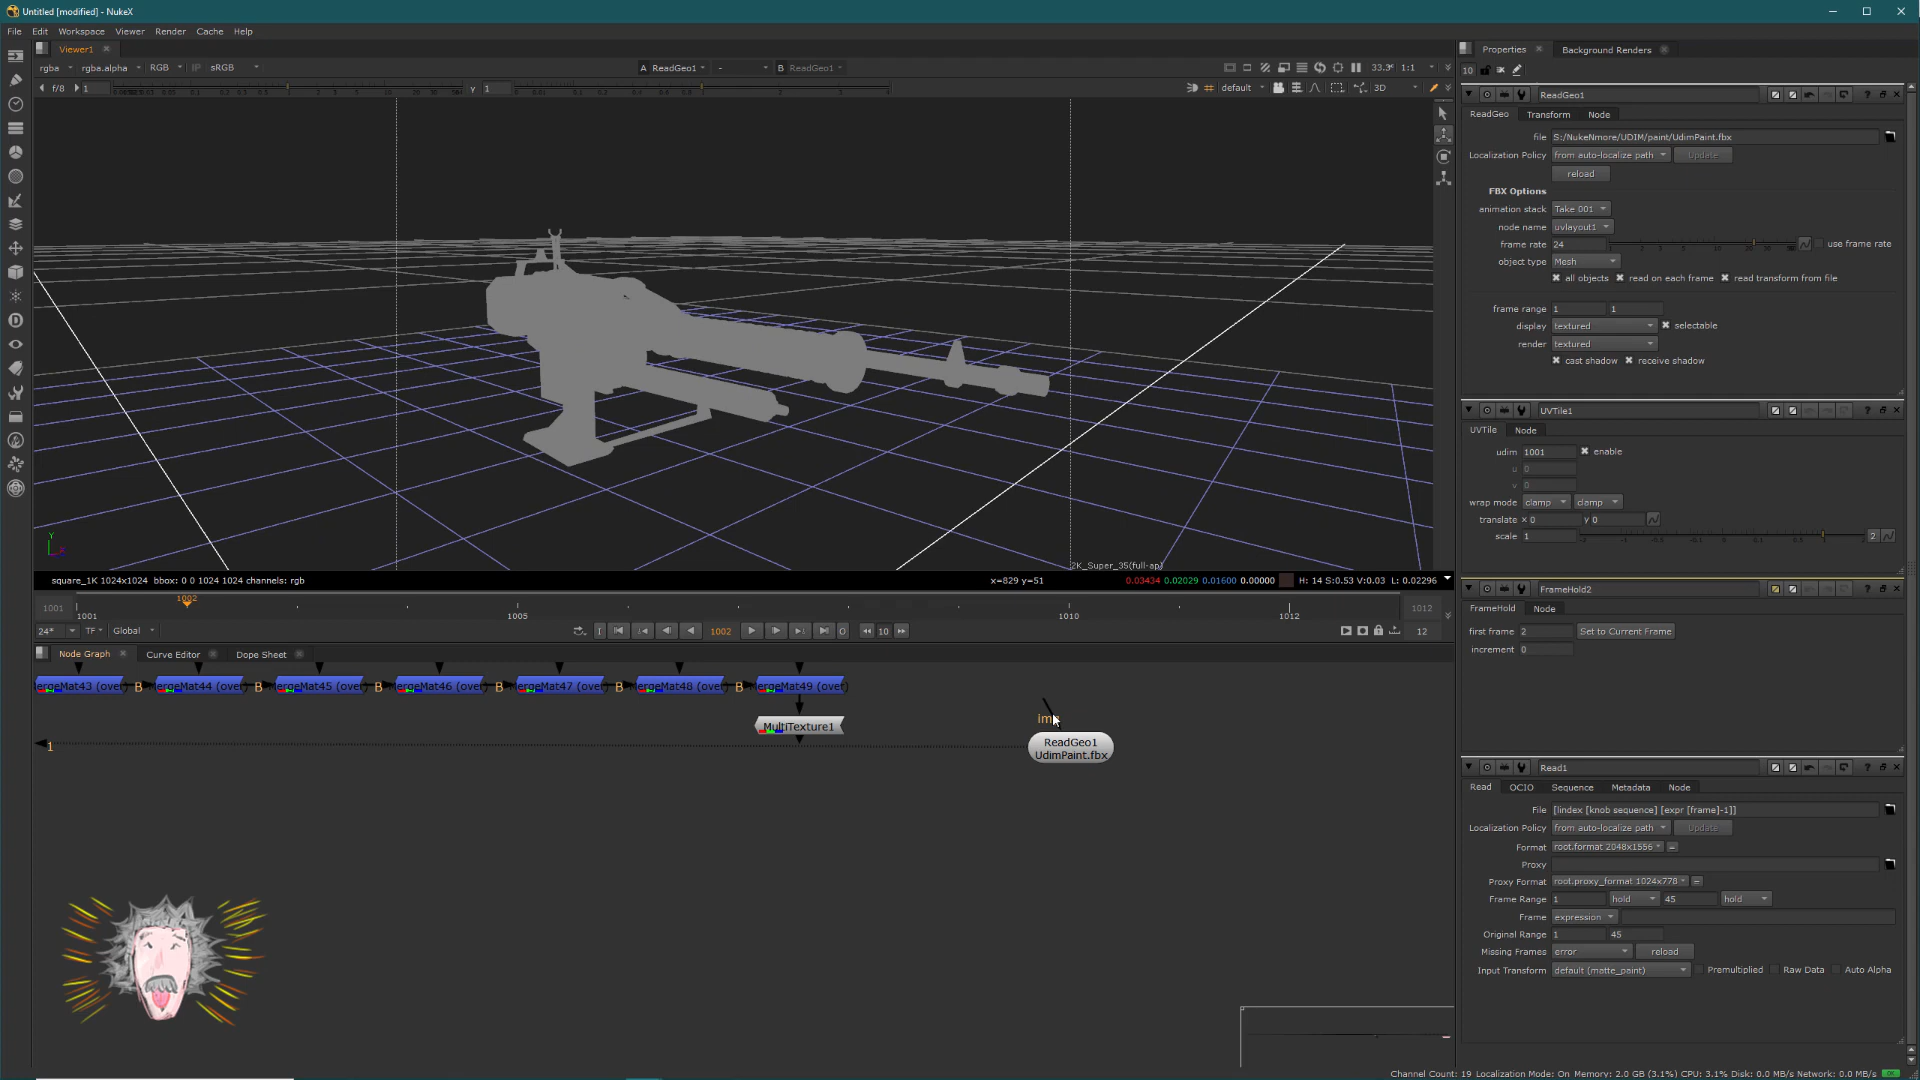 Untitled [modified] - NukeX
File Edit Workspace Viewer Render Cache Help
Viewer1
rgba rgba.alpha RGB IP sRGB A ReadGeo1 - B ReadGeo1 33.3 1:1
f/8 1 Y 1 default 3D
2K_Super_35(full-ap)
square_1K 1024x1024 bbox: 0 0 1024 1024 channels: rgb x=829 y=51 0.03434 0.02029 0.01600 0.00000 H: 14 S:0.53 V:0.03 L: 0.02296
1001 1002 1012
1001 1005 1010 1012
24* TF Global 1002 10 12
Node Graph Curve Editor Dope Sheet
ergeMat43 (over B ergeMat44 (over B ergeMat45 (over B ergeMat46 (over B ergeMat47 (over B ergeMat48 (over B ergeMat49 (over)
MultiTexture1
1
ReadGeo1
UdimPaint.fbx
Properties Background Renders
10
ReadGeo1
ReadGeo Transform Node
file S:/NukeNmore/UDIM/paint/UdimPaint.fbx
Localization Policy from auto-localize path Update
reload
FBX Options
animation stack Take 001
node name uvlayout1
frame rate 24 use frame rate
object type Mesh
all objects read on each frame read transform from file
frame range 1 1
display textured selectable
render textured
cast shadow receive shadow
UVTile1
UVTile Node
udim 1001 enable
u 0
v 0
wrap mode clamp clamp
translate x 0 y 0
scale 1 2
FrameHold2
FrameHold Node
first frame 2 Set to Current Frame
increment 0
Read1
Read OCIO Sequence Metadata Node
File [lindex [knob sequence] [expr [frame]-1]]
Localization Policy from auto-localize path Update
Format root.format 2048x1556 =
Proxy
Proxy Format root.proxy_format 1024x778 =
Frame Range 1 hold 45 hold
Frame expression
Original Range 1 45
Missing Frames error reload
Input Transform default (matte_paint) Premultiplied Raw Data Auto Alpha
Channel Count: 19 Localization Mode: On Memory: 2.0 GB (3.1%) CPU: 3.1% Disk: 0.0 MB/s Network: 0.0 MB/s